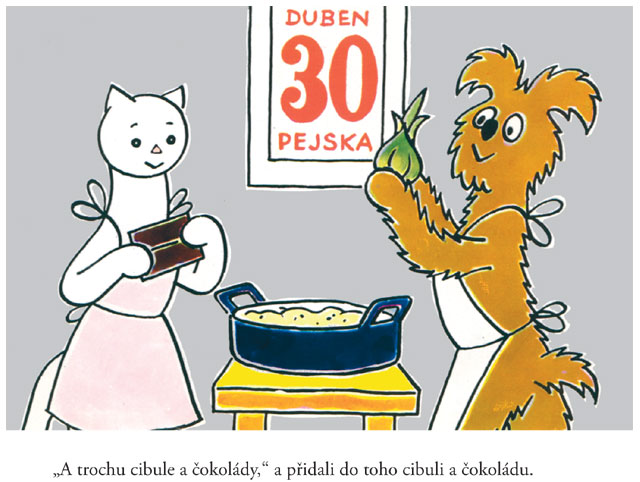 DUBEN
30
PEJSKA
„A trochu cibule a čokolády,“ a přidali do toho cibuli a čokoládu.